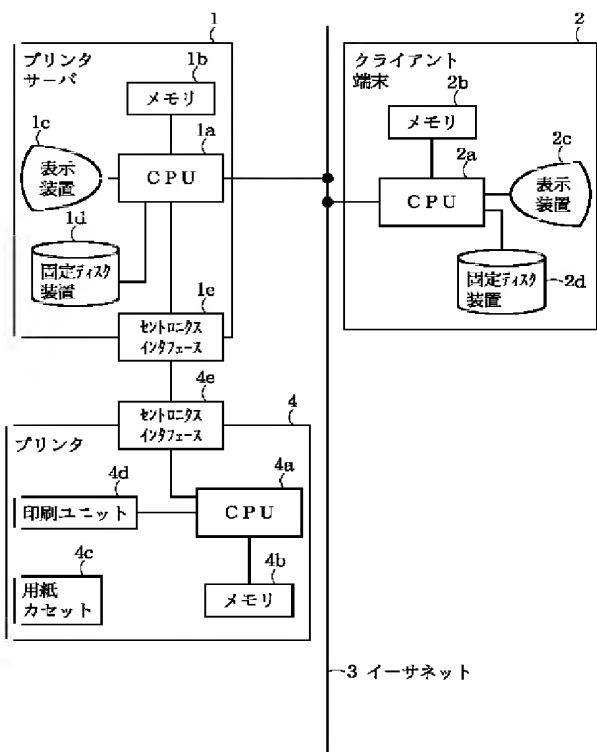 1
プリンタ
サーバ
1b
メモリ
1c
1a
表示
装置
CPU
1d
固定ディスク
装置
1e
セントロニクス
インタフェース
2
クライアント
端末
2b
メモリ
2a
2c
CPU
表示
装置
固定ディスク
装置
2d
4e
セントロニクス
インタフェース
4
プリンタ
4d
4a
印刷ユニット
CPU
4c
用紙
カセット
4b
メモリ
3 イーサネット